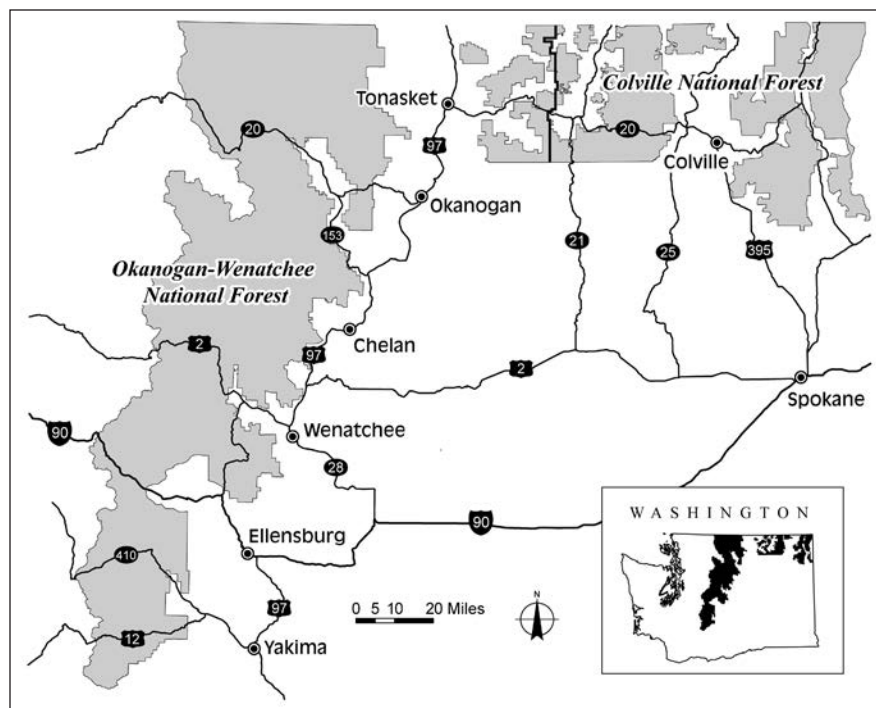 Colville National Forest
Tonasket
20
20
97
Colville
Okanogan
153
21
25
395
Okanogan-Wenatchee
National Forest
2
97
Chelan
2
Spokane
90
Wenatchee
28
90
WASHINGTON
Ellensburg
410
97
0 5 10 20 Miles
N
12
Yakima